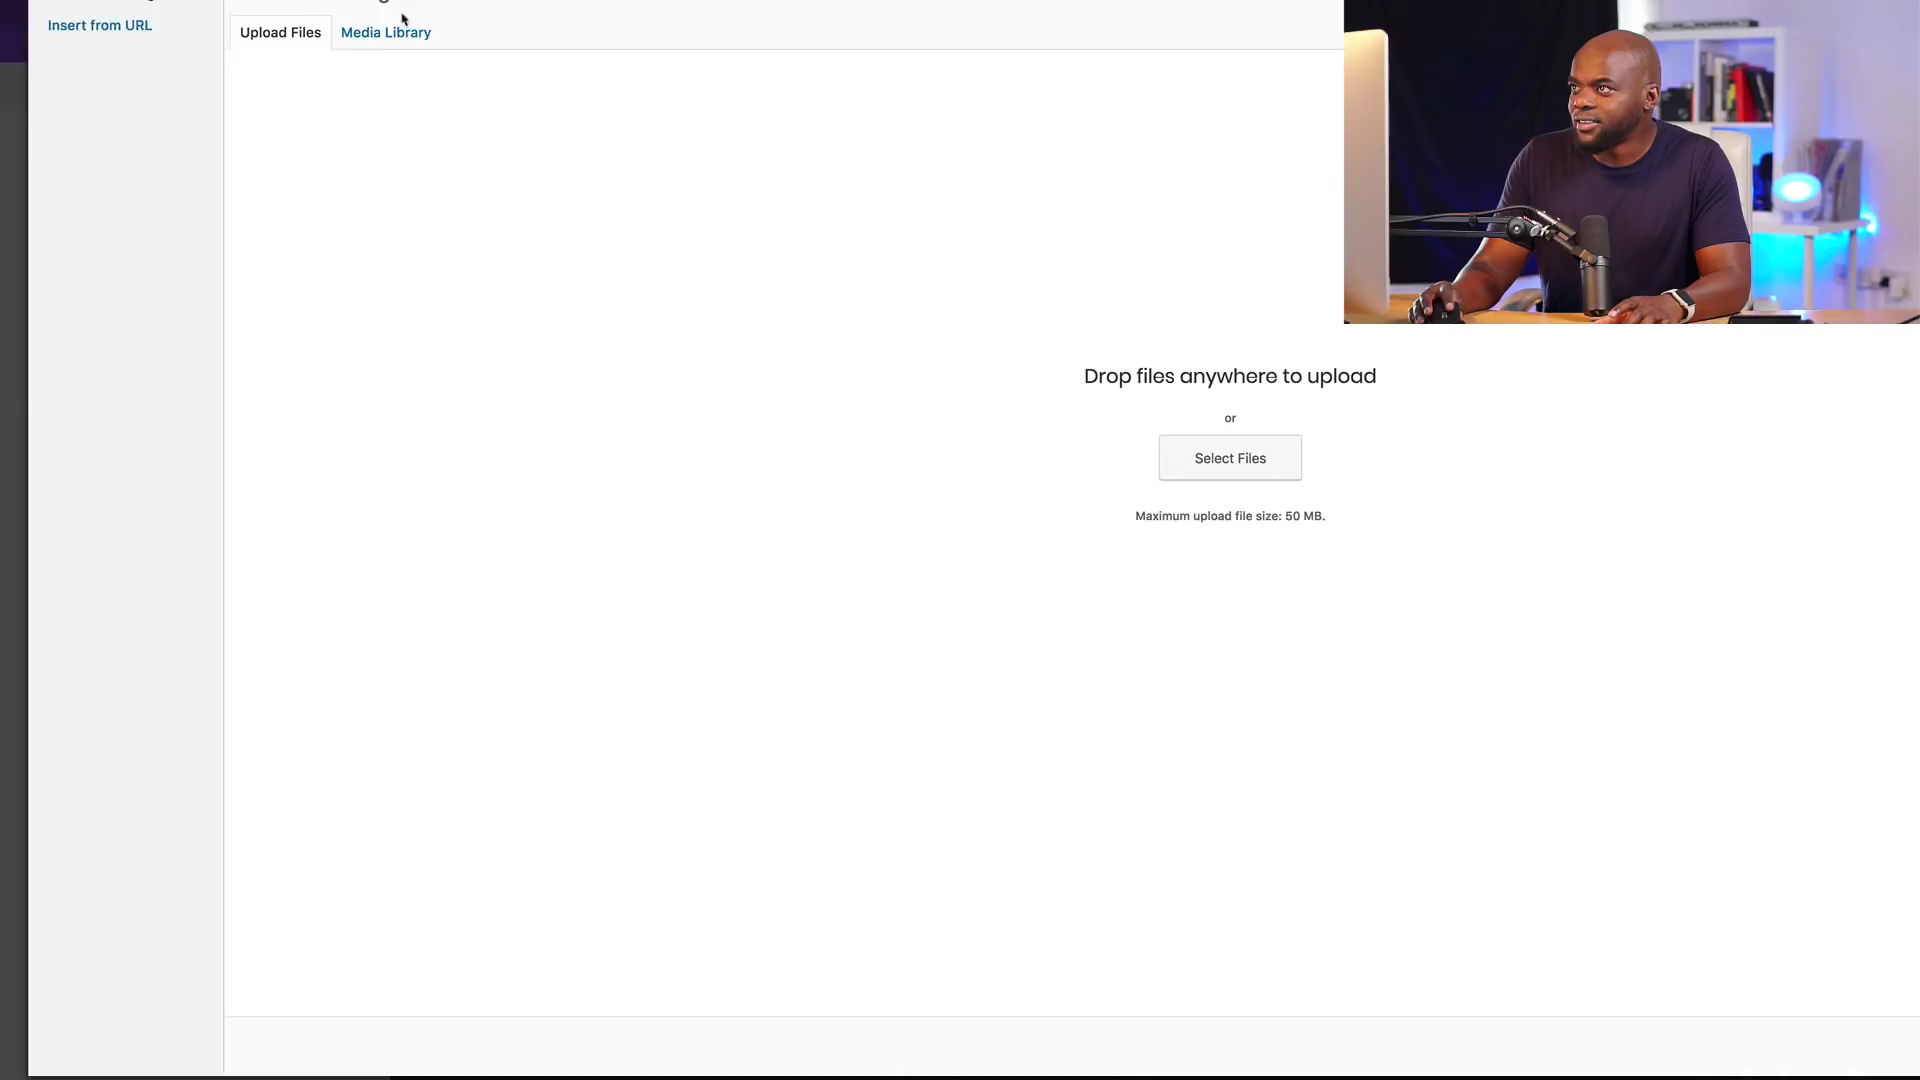 Insert from URL
Upload Files
Media Library
Drop files anywhere to upload
or
Select Files
Maximum upload file size: 50 MB.